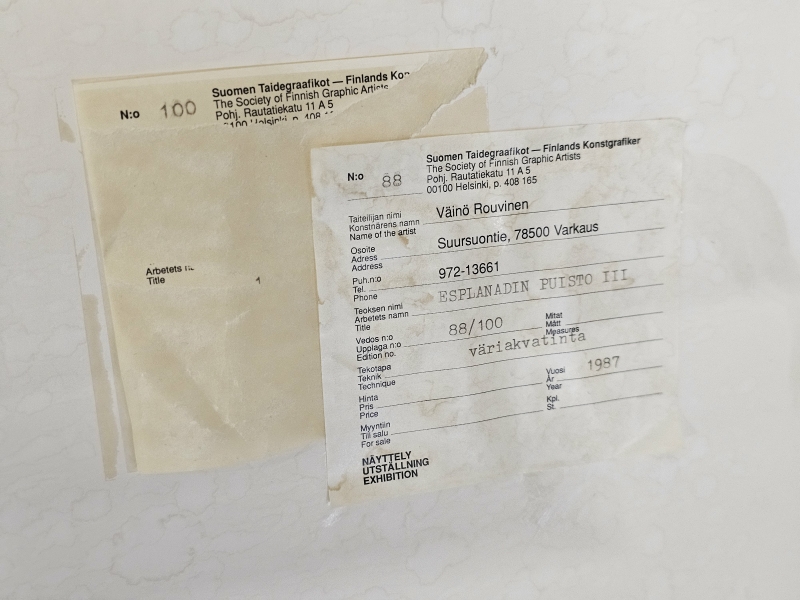 N:o 100
Suomen Taidegraafikot — Finlands
The Society of Finnish Graphic Artists
Pohj. Rautatiekatu 11 A 5
Helsinki, p. 408
Arbetets
Title
N:o 88
Suomen Taidegraafikot — Finlands Konstgrafiker
The Society of Finnish Graphic Artists
Pohj. Rautatiekatu 11 A 5
00100 Helsinki, p. 408 165
Taiteilijan nimi
Konstnärens namn
Name of the artist
Väinö Rouvinen
Osoite
Adress
Address
Suursuontie, 78500 Varkaus
Puh.n:o
Tel.
Phone
972-13661
Teoksen nimi
Arbetets namn
Title
ESPLANADIN PUISTO III
Vedos n:o
Upplaga n:o
Edition no.
88/100
Mitat
Mått
Measures
Tekotapa
Teknik
Technique
väriakvatinta
Hinta
Pris
Price
Vuosi
År
Year
1987
Myyntiin
Till salu
For sale
Kpl.
St.
NÄYTTELY
UTSTÄLLNING
EXHIBITION